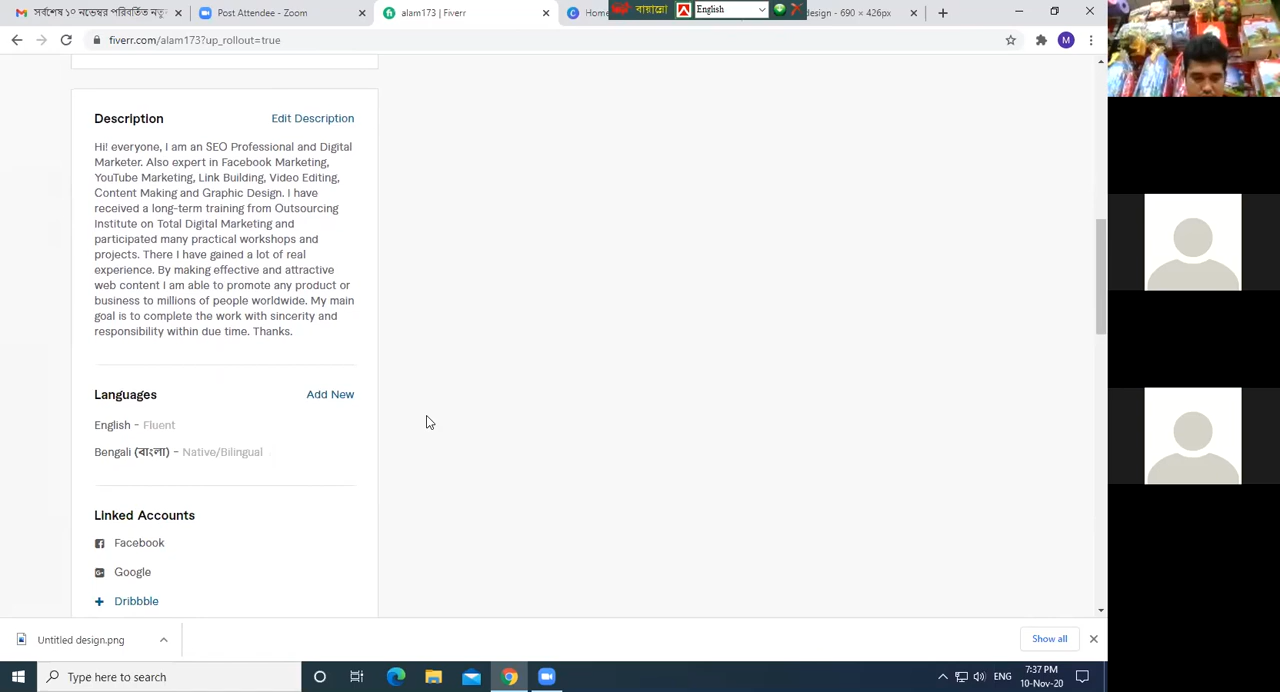 সর্বশেষ ১০ নভেম্বর পরিবর্তিত নতু
Paid Attendee - Zoom
alam173 | Fiverr
Home
বায়ান্নো
English
design - 690 × 426px
fiverr.com/alam173?up_rollout=true
M
Description
Edit Description
Hi! everyone, I am an SEO Professional and Digital
Marketer. Also expert in Facebook Marketing,
YouTube Marketing, Link Building, Video Editing,
Content Making and Graphic Design. I have
received a long-term training from Outsourcing
Institute on Total Digital Marketing and
participated many practical workshops and
projects. There I have gained a lot of real
experience. By making effective and attractive
web content I am able to promote any product or
business to millions of people worldwide. My main
goal is to complete the work with sincerity and
responsibility within due time. Thanks.
Languages
Add New
English - Fluent
Bengali (বাংলা) - Native/Bilingual
Linked Accounts
Facebook
Google
+ Dribbble
Untitled design.png
Show all
Type here to search
ENG
7:37 PM
10-Nov-20